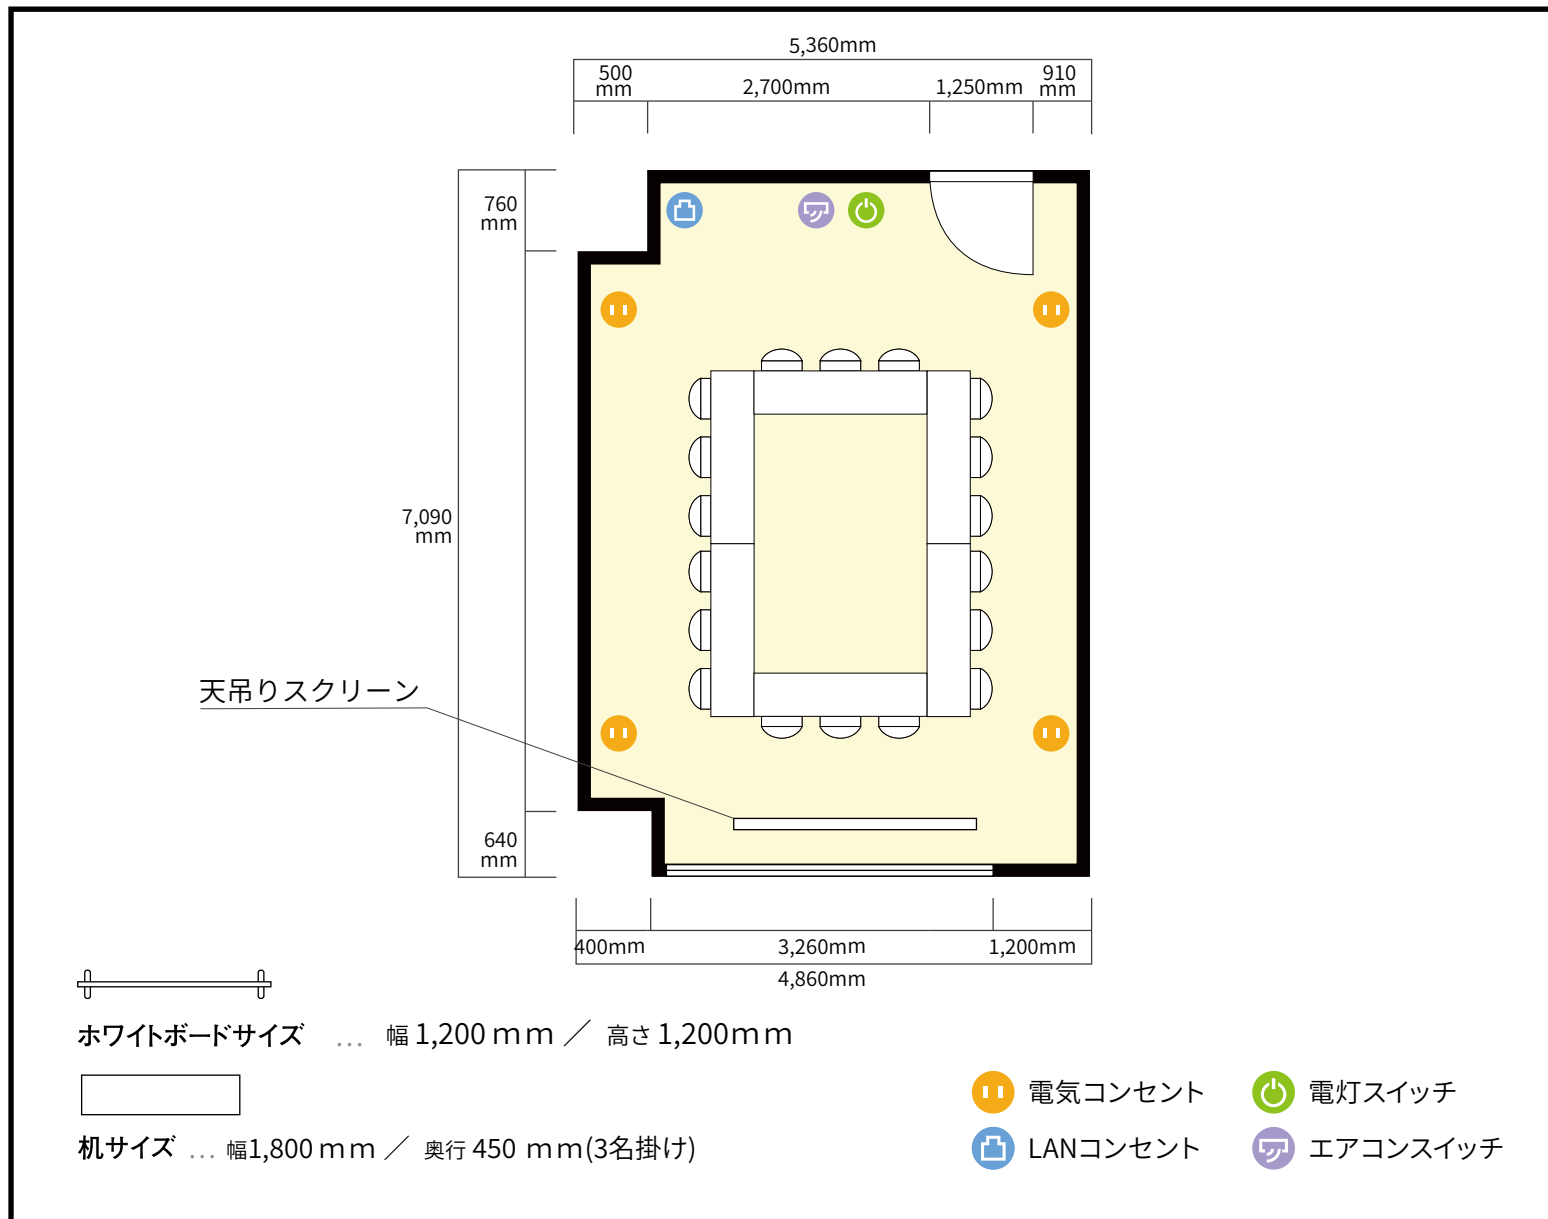 5,360mm
500
mm
2,700mm
1,250mm
910
mm
760
mm
7,090
mm
天吊りスクリーン
640
mm
400mm
3,260mm
1,200mm
4,860mm
ホワイトボードサイズ … 幅 1,200 mm ／ 高さ 1,200mm
机サイズ … 幅1,800 mm ／ 奥行 450 mm(3名掛け)
電気コンセント
電灯スイッチ
LANコンセント
エアコンスイッチ